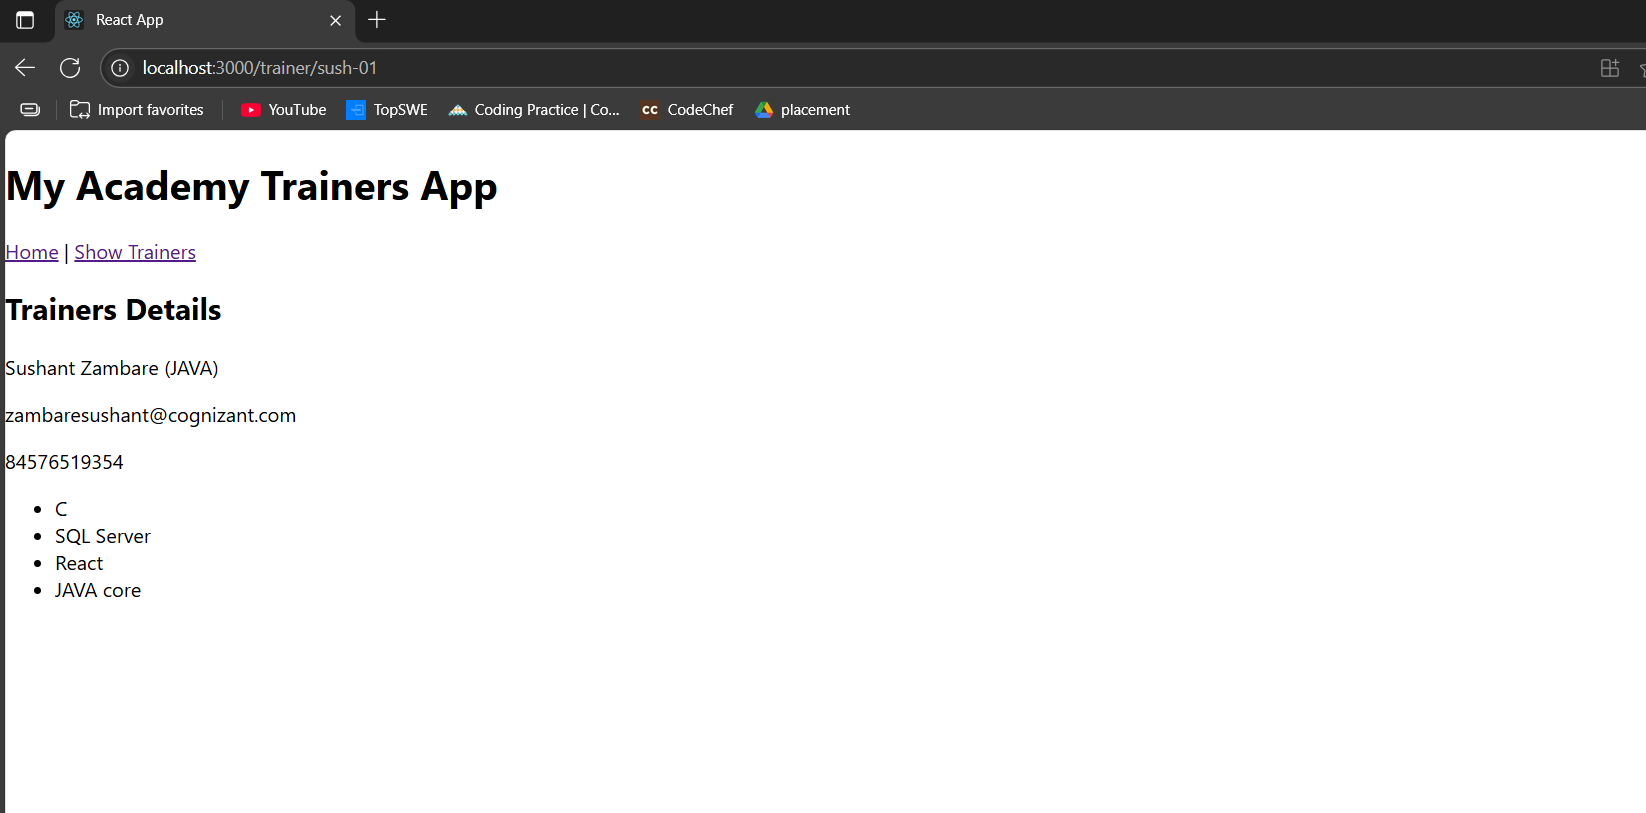 React App
localhost:3000/trainer/sush-01
Import favorites YouTube TopSWE Coding Practice | Co... cc CodeChef placement
My Academy Trainers App
Home | Show Trainers
Trainers Details
Sushant Zambare (JAVA)
zambaresushant@cognizant.com
84576519354
C
SQL Server
React
JAVA core